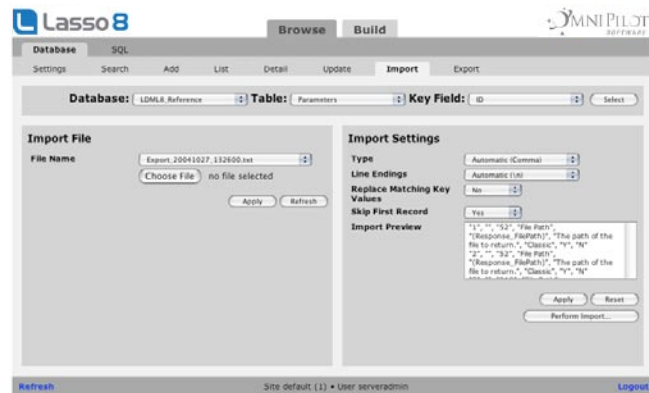 Lasso 8
Browse Build
OMNIPILOT
SOFTWARE
Database SQL
Settings Search Add List Detail Update Import Export
Database: LDML8_Reference Table: Parameters Key Field: ID Select
Import File
File Name Export_20041027_132600.txt
Choose File no file selected
Apply Refresh
Import Settings
Type Automatic (Comma)
Line Endings Automatic (\n)
Replace Matching Key Values No
Skip First Record Yes
Import Preview
"1", "", "52", "File Path",
"(Response_FilePath)", "The path of the
file to return.", "Classic", "Y", "N"
"2", "", "52", "File Path",
"(Response_FilePath)", "The path of the
file to return.", "Classic", "Y", "N"
Apply Reset
Perform Import...
Refresh Site default (1) • User serveradmin Logout